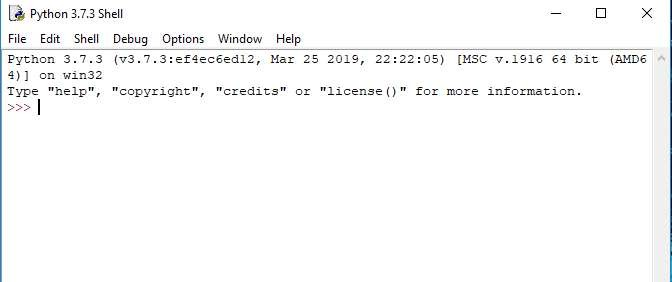 Python 3.7.3 Shell
File Edit Shell Debug Options Window Help
Python 3.7.3 (v3.7.3:ef4ec6ed12, Mar 25 2019, 22:22:05) [MSC v.1916 64 bit (AMD6
4)] on win32
Type "help", "copyright", "credits" or "license()" for more information.
>>>